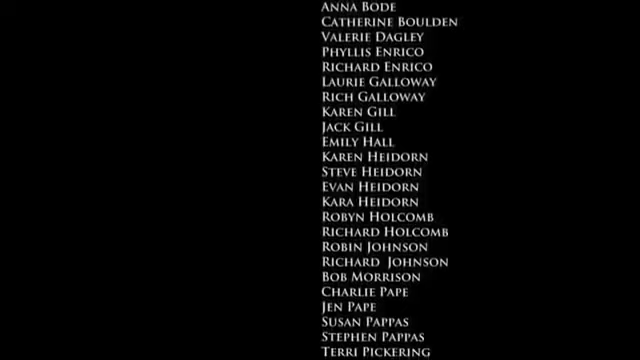 ANNA BODE
CATHERINE BOULDEN
VALERIE DAGLEY
PHYLLIS ENRICO
RICHARD ENRICO
LAURIE GALLOWAY
RICH GALLOWAY
KAREN GILL
JACK GILL
EMILY HALL
KAREN HEIDORN
STEVE HEIDORN
EVAN HEIDORN
KARA HEIDORN
ROBYN HOLCOMB
RICHARD HOLCOMB
ROBIN JOHNSON
RICHARD JOHNSON
BOB MORRISON
CHARLIE PAPE
JEN PAPE
SUSAN PAPPAS
STEPHEN PAPPAS
TERRI PICKERING